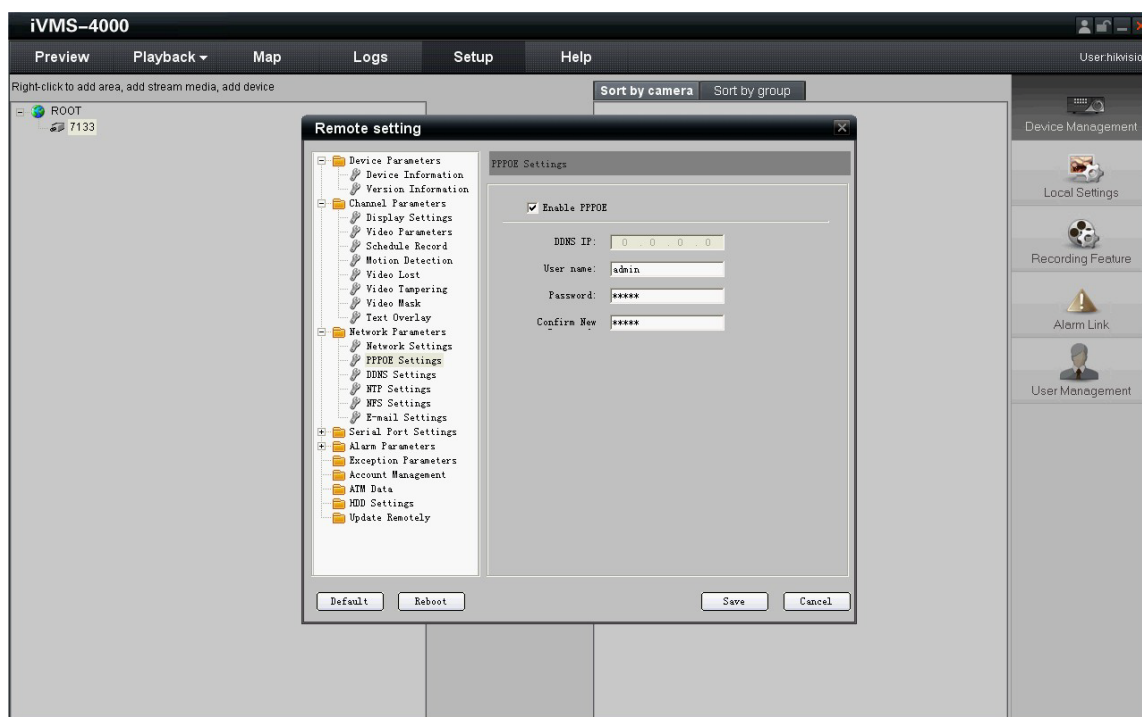 iVMS-4000
Preview Playback Map Logs Setup Help
User:hikvisio
Right-click to add area, add stream media, add device
ROOT
7133
Sort by camera Sort by group
Remote setting
Device Parameters
Device Information
Version Information
Channel Parameters
Display Settings
Video Parameters
Schedule Record
Motion Detection
Video Lost
Video Tampering
Video Mask
Text Overlay
Network Parameters
Network Settings
PPPOE Settings
DDNS Settings
NTP Settings
NFS Settings
E-mail Settings
Serial Port Settings
Alarm Parameters
Exception Parameters
Account Management
ATM Data
HDD Settings
Update Remotely
PPPOE Settings
Enable PPPOE
DDNS IP: 0 . 0 . 0 . 0
User name: admin
Password: *****
Confirm New *****
Default Reboot Save Cancel
Device Management
Local Settings
Recording Feature
Alarm Link
User Management